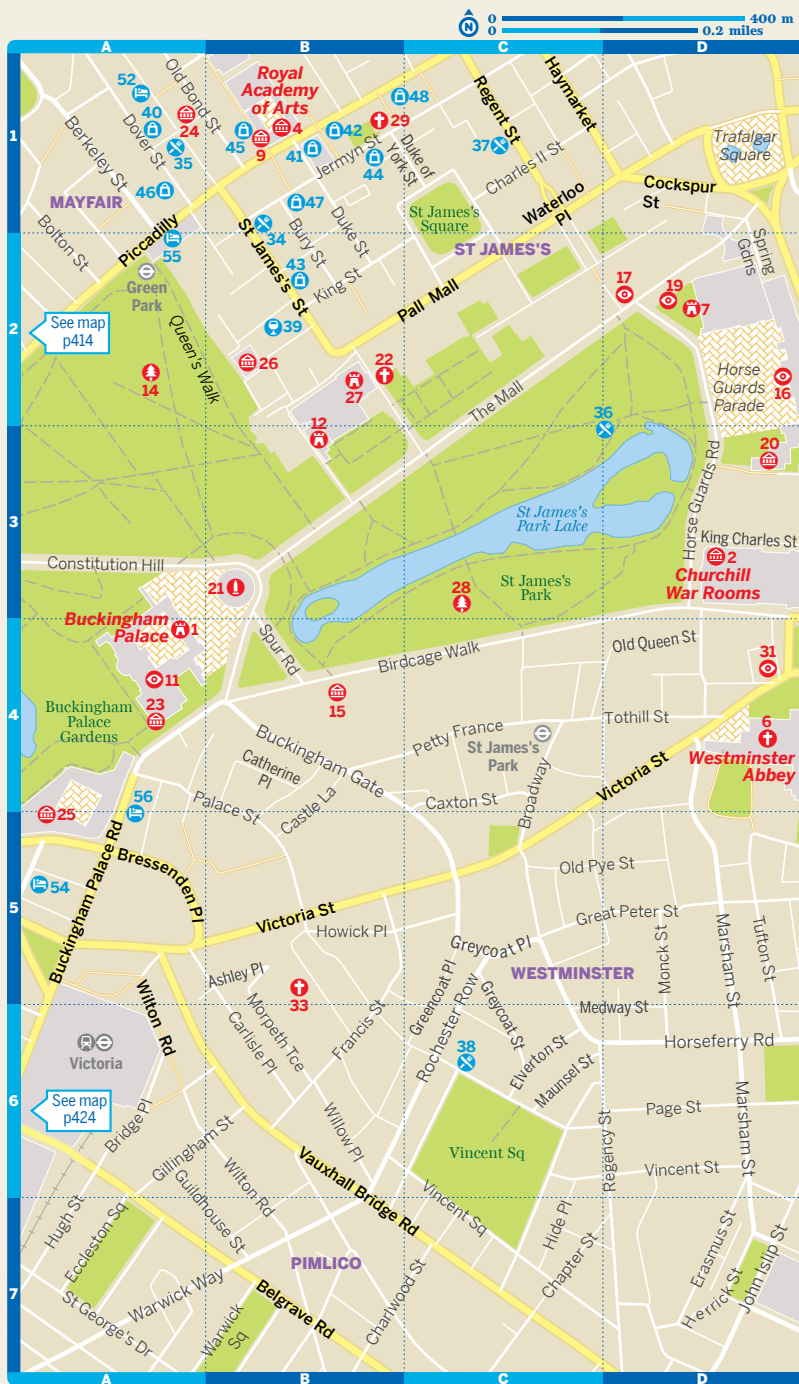 N
0
400 m
0
0.2 miles
A
B
C
D
1
2
3
4
5
6
7
52
Old Bond St
40
24
Dover St
35
Berkeley St
46
MAYFAIR
Bolton St
Piccadilly
55
Green
Park
Royal
Academy
of Arts
4
45
9
41
42
29
48
Jermyn St
44
Duke of
York St
47
34
St James's St
Bury St
Duke St
43
King St
39
Regent St
Haymarket
37
Charles II St
Waterloo
Pl
St James's
Square
ST JAMES'S
Pall Mall
Trafalgar
Square
Cockspur
St
Spring
Gdns
17
19
7
See map
p414
Queen's Walk
14
26
22
27
12
The Mall
36
Horse
Guards
Parade
16
20
Horse Guards Rd
St James's
Park Lake
King Charles St
2
Churchill
War Rooms
Constitution Hill
21
28
St James's
Park
Buckingham
Palace
1
Spur Rd
Birdcage Walk
Old Queen St
31
11
23
Buckingham
Palace
Gardens
15
Petty France
St James's
Park
Tothill St
6
Westminster
Abbey
Buckingham Gate
Catherine
Pl
Victoria St
Castle La
Caxton St
Broadway
Palace St
56
25
Buckingham Palace Rd
Bressenden Pl
54
Old Pye St
Victoria St
Howick Pl
Great Peter St
Greycoat Pl
Monck St
Marsham St
Tufton St
WESTMINSTER
Ashley Pl
33
Greencoat Pl
Rochester Row
Greycoat St
Medway St
Wilton Rd
Morpeth Tce
Carlisle Pl
Francis St
38
Elverton St
Maunsel St
Horseferry Rd
Victoria
See map
p424
Bridge Pl
Willow Pl
Page St
Marsham St
Regency St
Gillingham St
Vincent Sq
Vincent St
Vauxhall Bridge Rd
Wilton Rd
Guildhouse St
Vincent Sq
Hide Pl
Hugh St
Eccleston Sq
Chapter St
Erasmus St
Herrick St
John Islip St
PIMLICO
Warwick Way
Charlwood St
Belgrave Rd
St George's Dr
Warwick
Sq
A
B
C
D